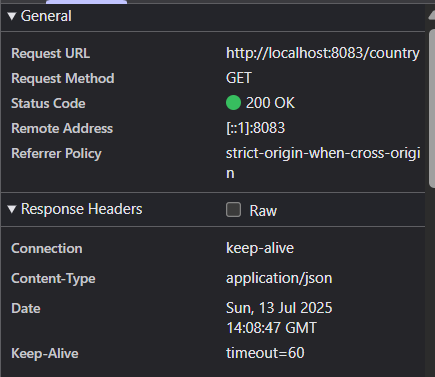 General
Request URL http://localhost:8083/country
Request Method GET
Status Code 200 OK
Remote Address [::1]:8083
Referrer Policy strict-origin-when-cross-origi
n
Response Headers Raw
Connection keep-alive
Content-Type application/json
Date Sun, 13 Jul 2025
14:08:47 GMT
Keep-Alive timeout=60